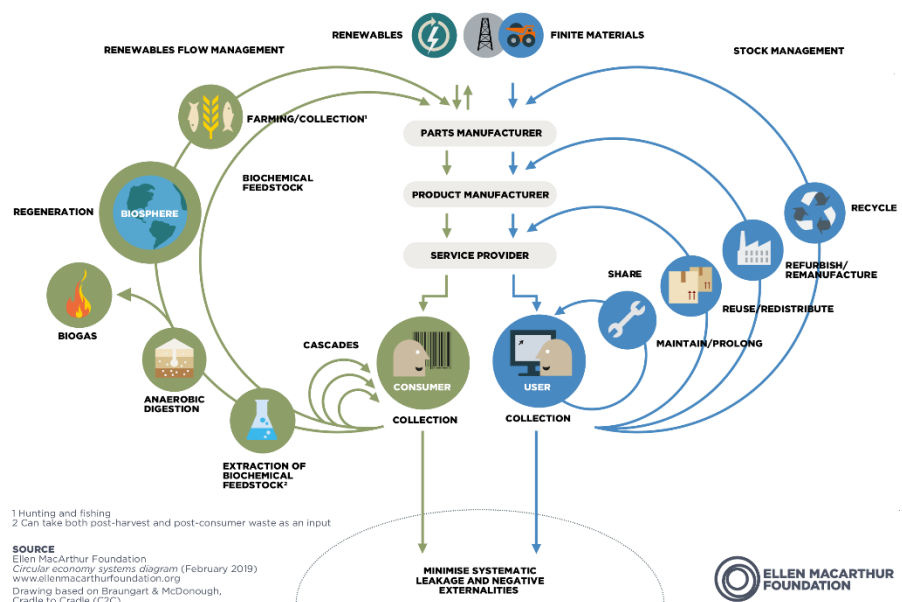 RENEWABLES
FINITE MATERIALS
RENEWABLES FLOW MANAGEMENT
STOCK MANAGEMENT
FARMING/COLLECTION¹
PARTS MANUFACTURER
BIOCHEMICAL
FEEDSTOCK
PRODUCT MANUFACTURER
REGENERATION
BIOSPHERE
RECYCLE
SERVICE PROVIDER
SHARE
REFURBISH/
REMANUFACTURE
REUSE/REDISTRIBUTE
BIOGAS
CASCADES
MAINTAIN/PROLONG
CONSUMER
USER
ANAEROBIC
DIGESTION
COLLECTION
COLLECTION
EXTRACTION OF
BIOCHEMICAL
FEEDSTOCK²
1 Hunting and fishing
2 Can take both post-harvest and post-consumer waste as an input
SOURCE
Ellen MacArthur Foundation
Circular economy systems diagram (February 2019)
www.ellenmacarthurfoundation.org
Drawing based on Braungart & McDonough,
Cradle to Cradle (C2C)
MINIMISE SYSTEMATIC
LEAKAGE AND NEGATIVE
EXTERNALITIES
ELLEN MACARTHUR
FOUNDATION